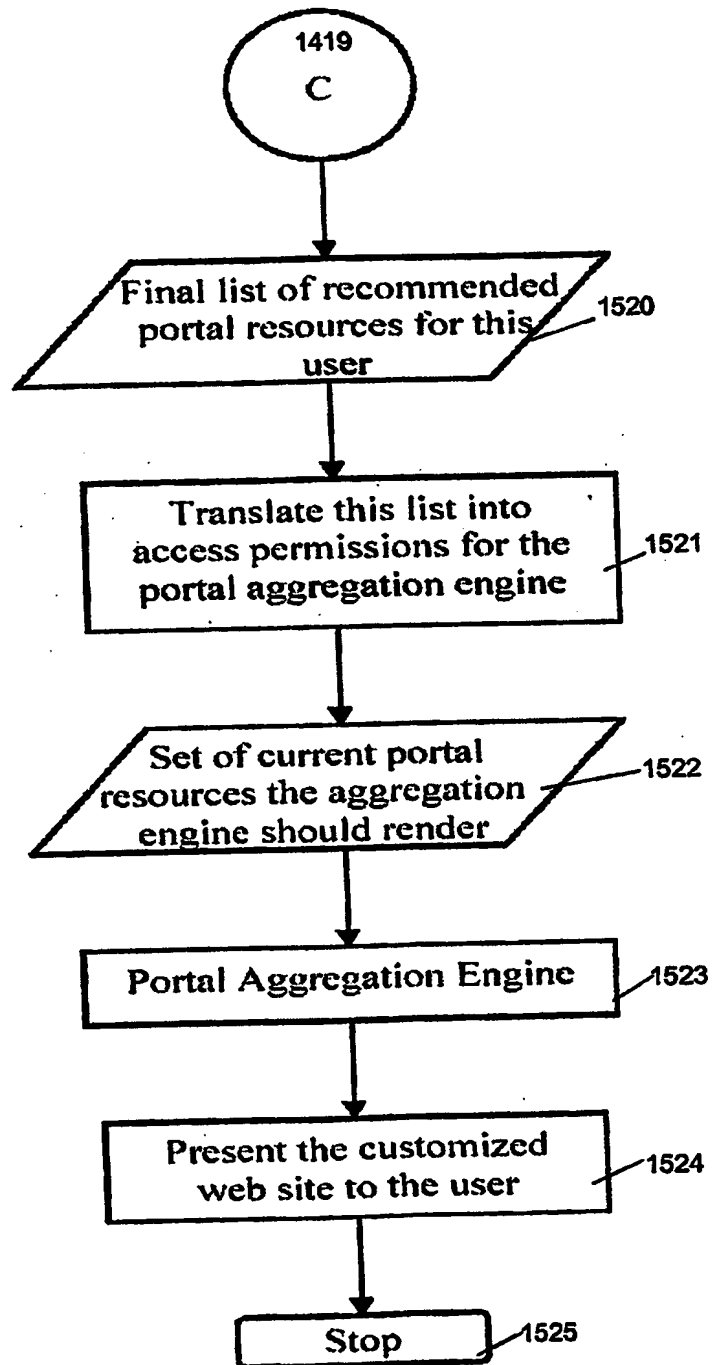 1419
C
Final list of recommended
portal resources for this
user
1520
Translate this list into
access permissions for the
portal aggregation engine
1521
Set of current portal
resources the aggregation
engine should render
1522
Portal Aggregation Engine
1523
Present the customized
web site to the user
1524
Stop
1525